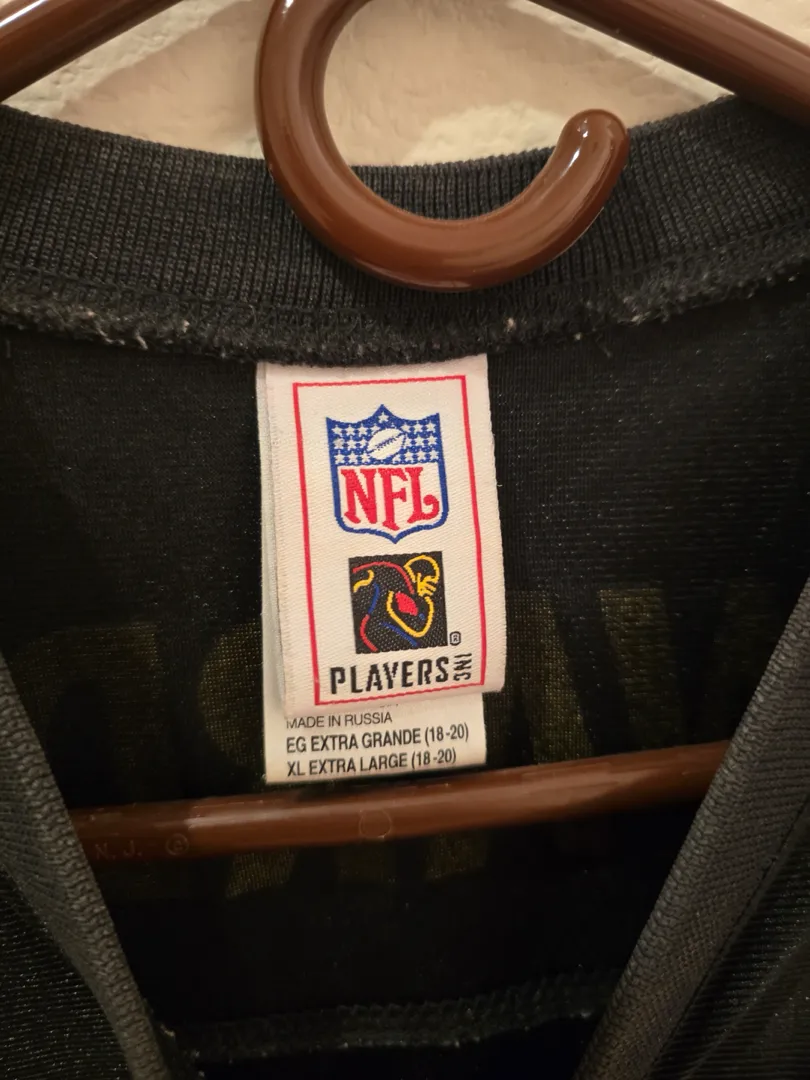 NFL
PLAYERS INC
®
MADE IN RUSSIA
EG EXTRA GRANDE (18-20)
XL EXTRA LARGE (18-20)
N. J. ®